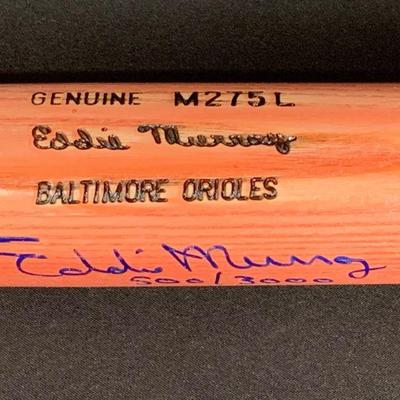 GENUINE M275L
Eddie Murray
BALTIMORE ORIOLES
Eddie Murray
500/3000